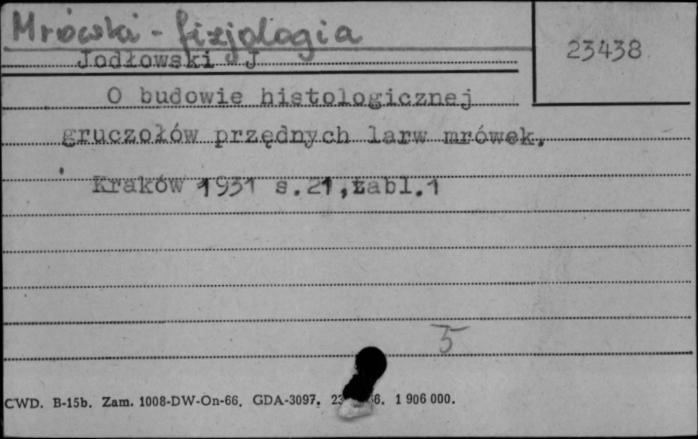 Mrówki - fizjologia
23438
Jodłowski J
O budowie histologicznej
gruczołów przędnych larw mrówek.
Kraków 1931 s.21,tabl.1
5
CWD. B-15b. Zam. 1008-DW-On-66. GDA-3097. 1 906 000.